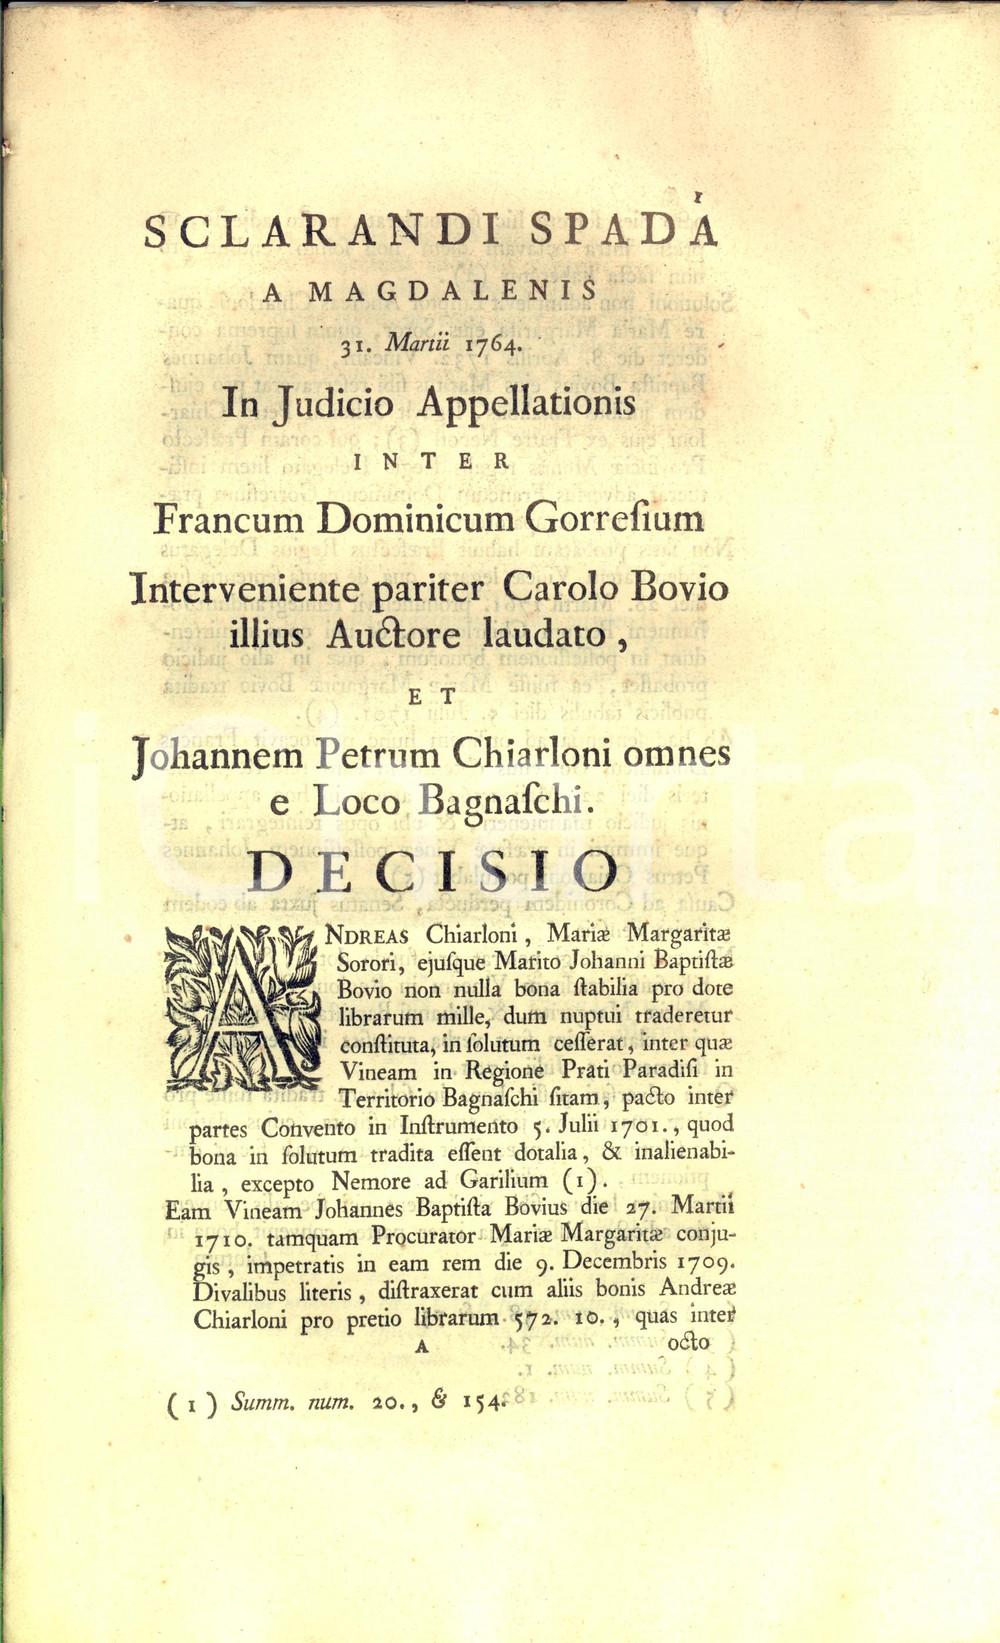 1
SCLARANDI SPADA
A MAGDALENIS
31. Martii 1764.
In Judicio Appellationis
INTER
Francum Dominicum Gorreſium
Interveniente pariter Carolo Bovio
illius Auctore laudato ,
ET
Johannem Petrum Chiarloni omnes
e Loco Bagnaſchi.
DECISIO
ANDREAS Chiarloni , Mariæ Margaritæ
Sorori, ejuſque Marito Johanni Baptiſtæ
Bovio non nulla bona ſtabilia pro dote
librarum mille, dum nuptui traderetur
conſtituta, in ſolutum ceſſerat, inter quæ
Vineam in Regione Prati Paradiſi in
Territorio Bagnaſchi ſitam, pacto inter
partes Convento in Inſtrumento 5. Julii 1701., quod
bona in ſolutum tradita eſſent dotalia, & inalienabi-
lia , excepto Nemore ad Garilium (1).
Eam Vineam Johannes Baptiſta Bovius die 27. Martii
1710. tamquam Procurator Mariæ Margaritæ conju-
gis , impetratis in eam rem die 9. Decembris 1709.
Divalibus literis , diſtraxerat cum aliis bonis Andreæ
Chiarloni pro pretio librarum 572. 10., quas inter
A octo
(1) Summ. num. 20., & 154.